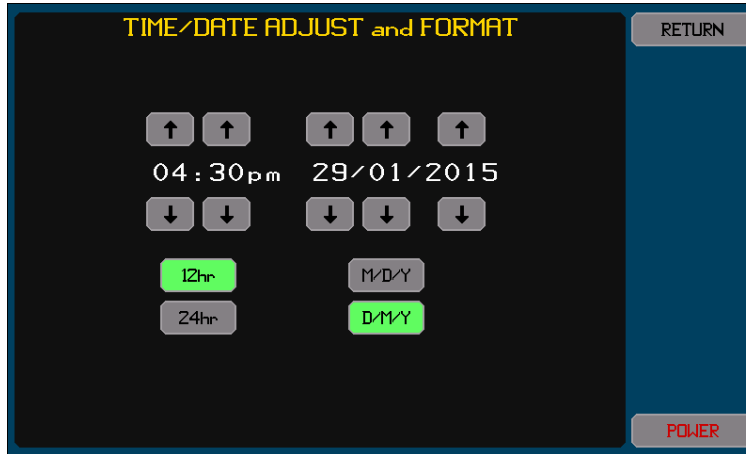 TIME/DATE ADJUST and FORMAT
RETURN
04:30pm 29/01/2015
12hr M/D/Y
24hr D/M/Y
POWER